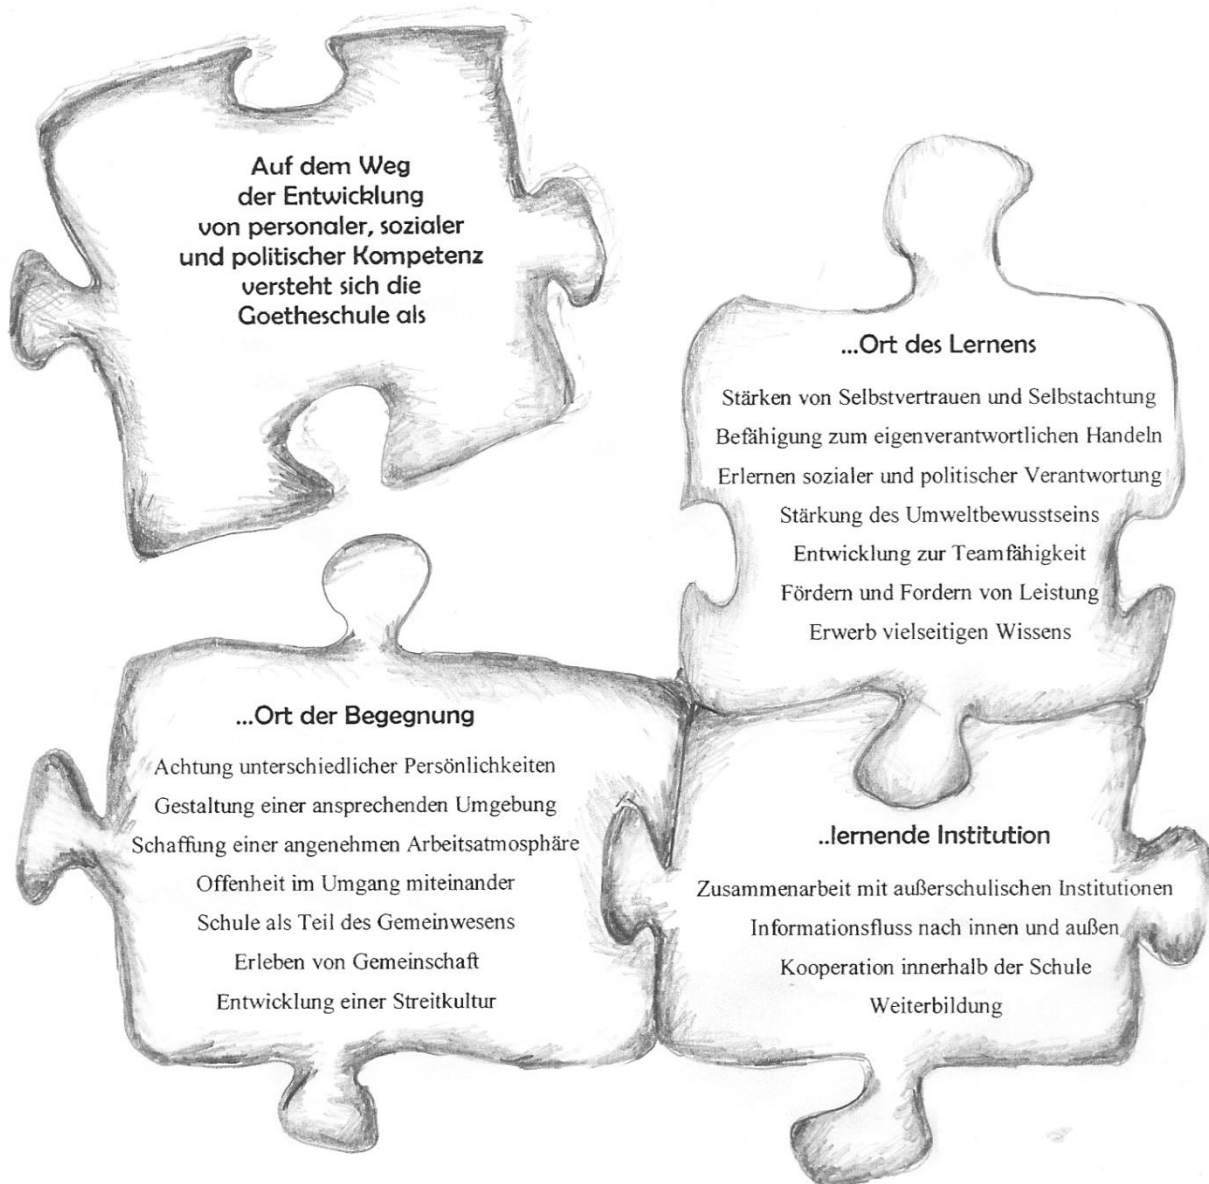 Auf dem Weg
der Entwicklung
von personaler, sozialer
und politischer Kompetenz
versteht sich die
Goetheschule als
...Ort des Lernens
Stärken von Selbstvertrauen und Selbstachtung
Befähigung zum eigenverantwortlichen Handeln
Erlernen sozialer und politischer Verantwortung
Stärkung des Umweltbewusstseins
Entwicklung zur Teamfähigkeit
Fördern und Fordern von Leistung
Erwerb vielseitigen Wissens
...Ort der Begegnung
Achtung unterschiedlicher Persönlichkeiten
Gestaltung einer ansprechenden Umgebung
Schaffung einer angenehmen Arbeitsatmosphäre
Offenheit im Umgang miteinander
Schule als Teil des Gemeinwesens
Erleben von Gemeinschaft
Entwicklung einer Streitkultur
..lernende Institution
Zusammenarbeit mit außerschulischen Institutionen
Informationsfluss nach innen und außen
Kooperation innerhalb der Schule
Weiterbildung